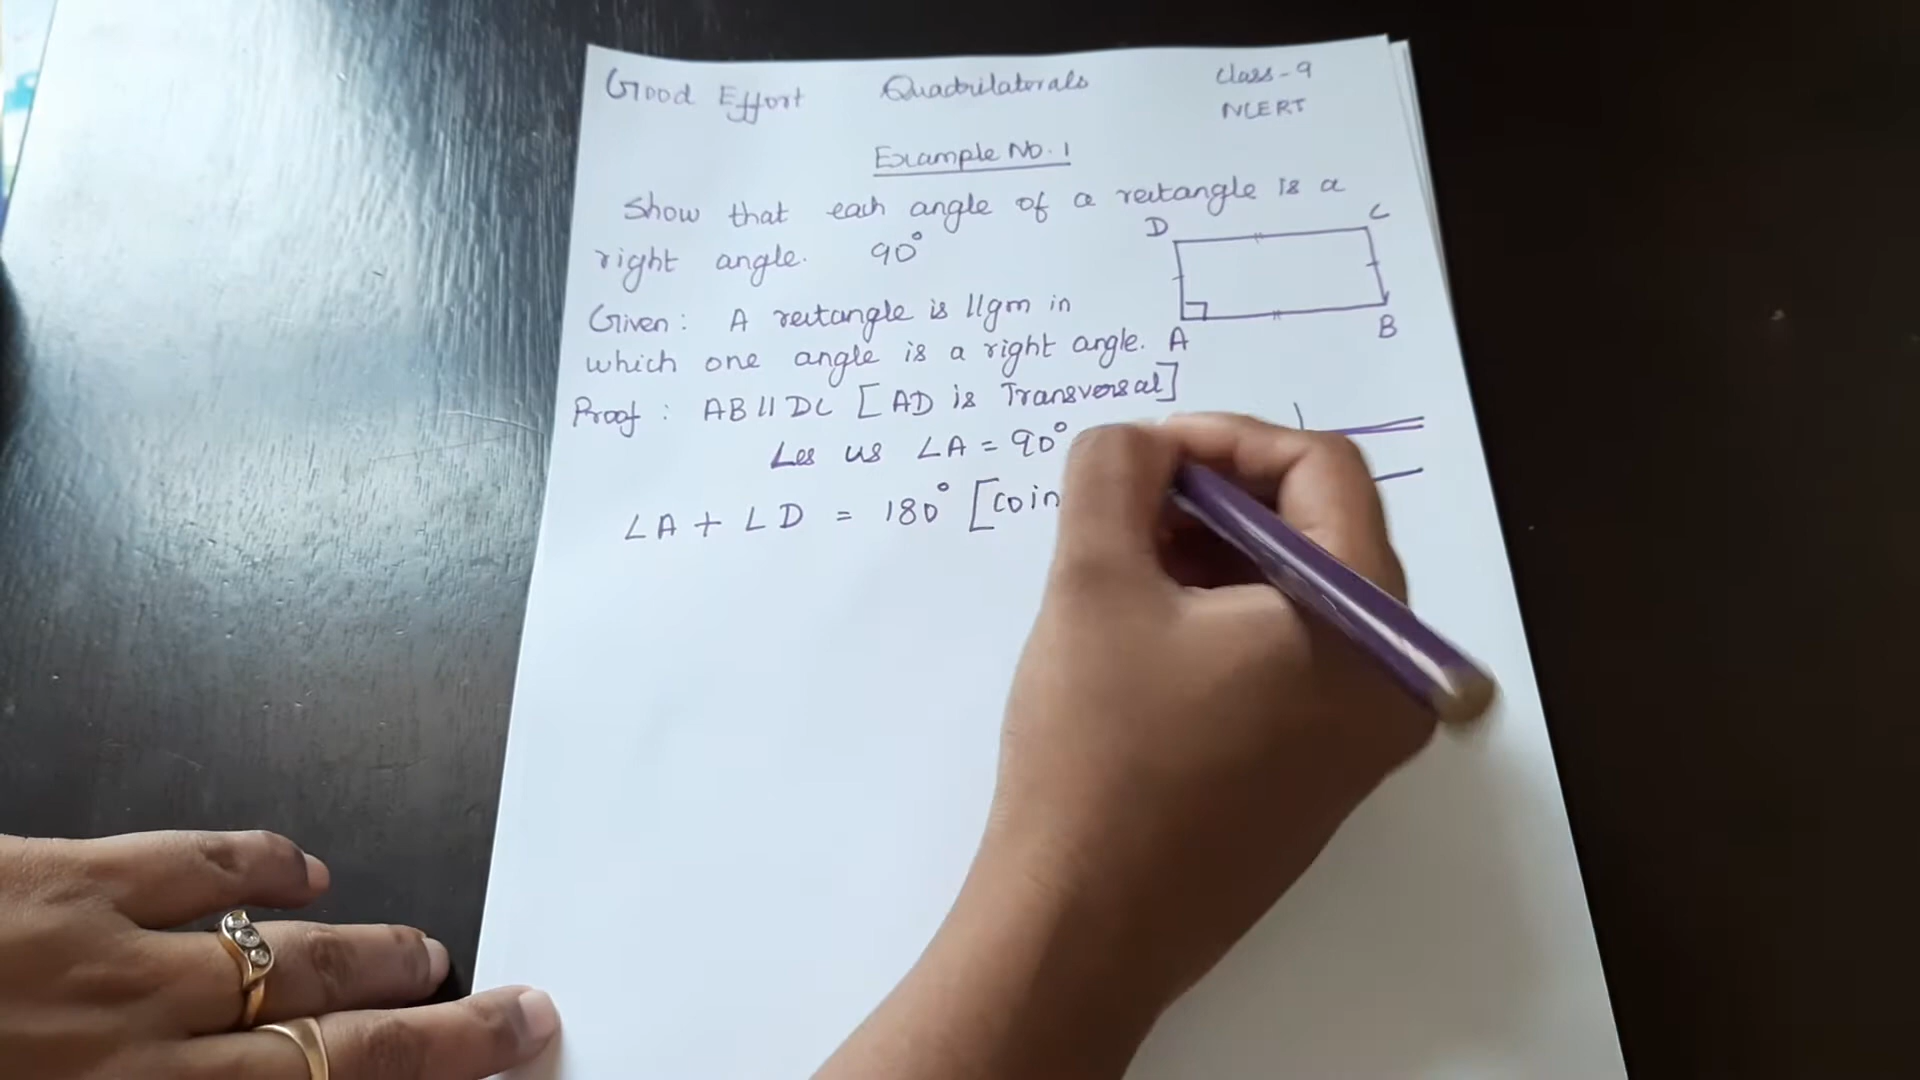 Good Effort Quadrilaterals Class-9
NCERT
Example No. 1
Show that each angle of a rectangle is a
right angle. 90°
D C
Given : A rectangle is llgm in
which one angle is a right angle. A B
Proof : AB ll DC [AD is Transversal]
Les us ∠A = 90°
∠A + ∠D = 180° [coin